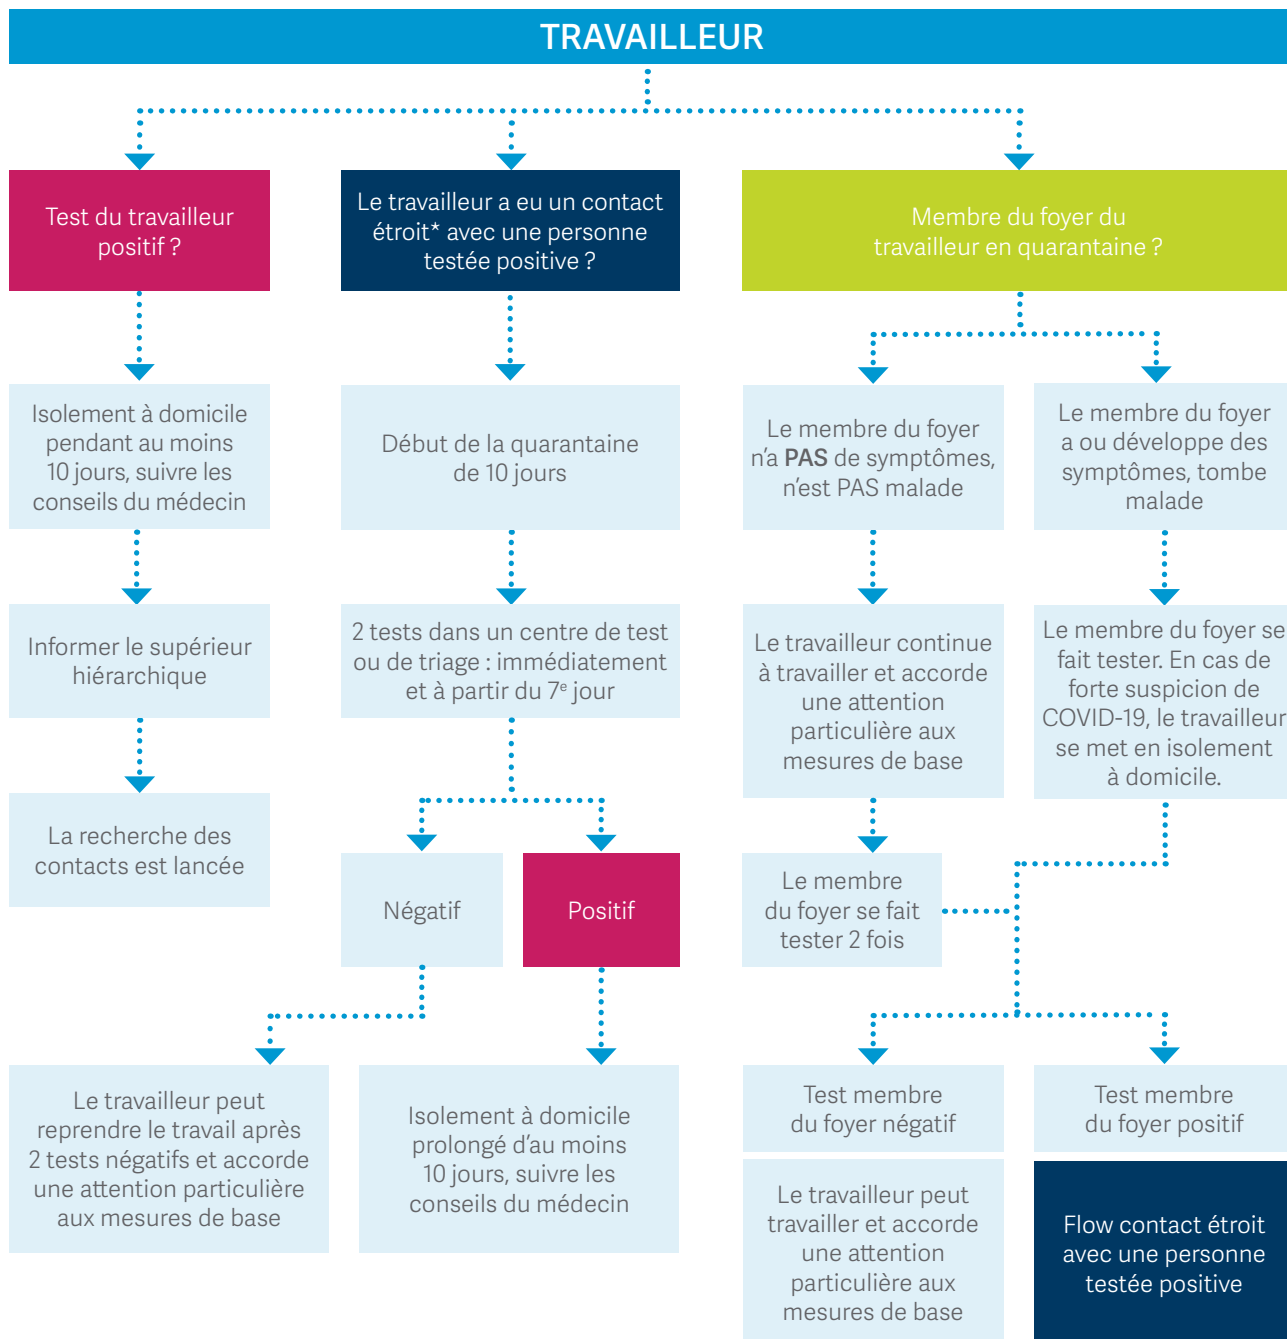 TRAVAILLEUR
Test du travailleur
positif ?
Le travailleur a eu un contact
étroit* avec une personne
testée positive ?
Membre du foyer du
travailleur en quarantaine ?
Isolement à domicile
pendant au moins
10 jours, suivre les
conseils du médecin
Début de la quarantaine
de 10 jours
Le membre du foyer
n'a PAS de symptômes,
n'est PAS malade
Le membre du foyer
a ou développe des
symptômes, tombe
malade
Informer le supérieur
hiérarchique
2 tests dans un centre de test
ou de triage : immédiatement
et à partir du 7e jour
Le travailleur continue
à travailler et accorde
une attention
particulière aux
mesures de base
Le membre du foyer se
fait tester. En cas de
forte suspicion de
COVID-19, le travailleur
se met en isolement
à domicile.
La recherche des
contacts est lancée
Négatif
Positif
Le membre
du foyer se fait
tester 2 fois
Le travailleur peut
reprendre le travail après
2 tests négatifs et accorde
une attention particulière
aux mesures de base
Isolement à domicile
prolongé d'au moins
10 jours, suivre les
conseils du médecin
Test membre
du foyer négatif
Test membre
du foyer positif
Le travailleur peut
travailler et accorde
une attention
particulière aux
mesures de base
Flow contact étroit
avec une personne
testée positive